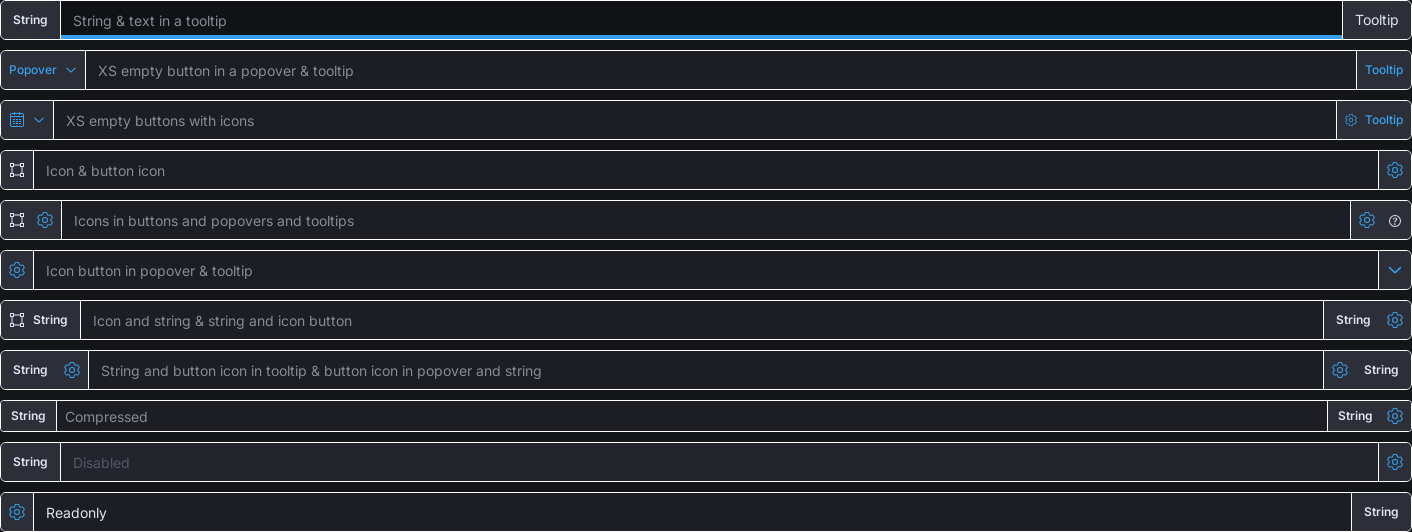 String String & text in a tooltip Tooltip
Popover XS empty button in a popover & tooltip Tooltip
XS empty buttons with icons Tooltip
Icon & button icon
Icons in buttons and popovers and tooltips
Icon button in popover & tooltip
String Icon and string & string and icon button String
String String and button icon in tooltip & button icon in popover and string String
String Compressed String
String Disabled
Readonly String